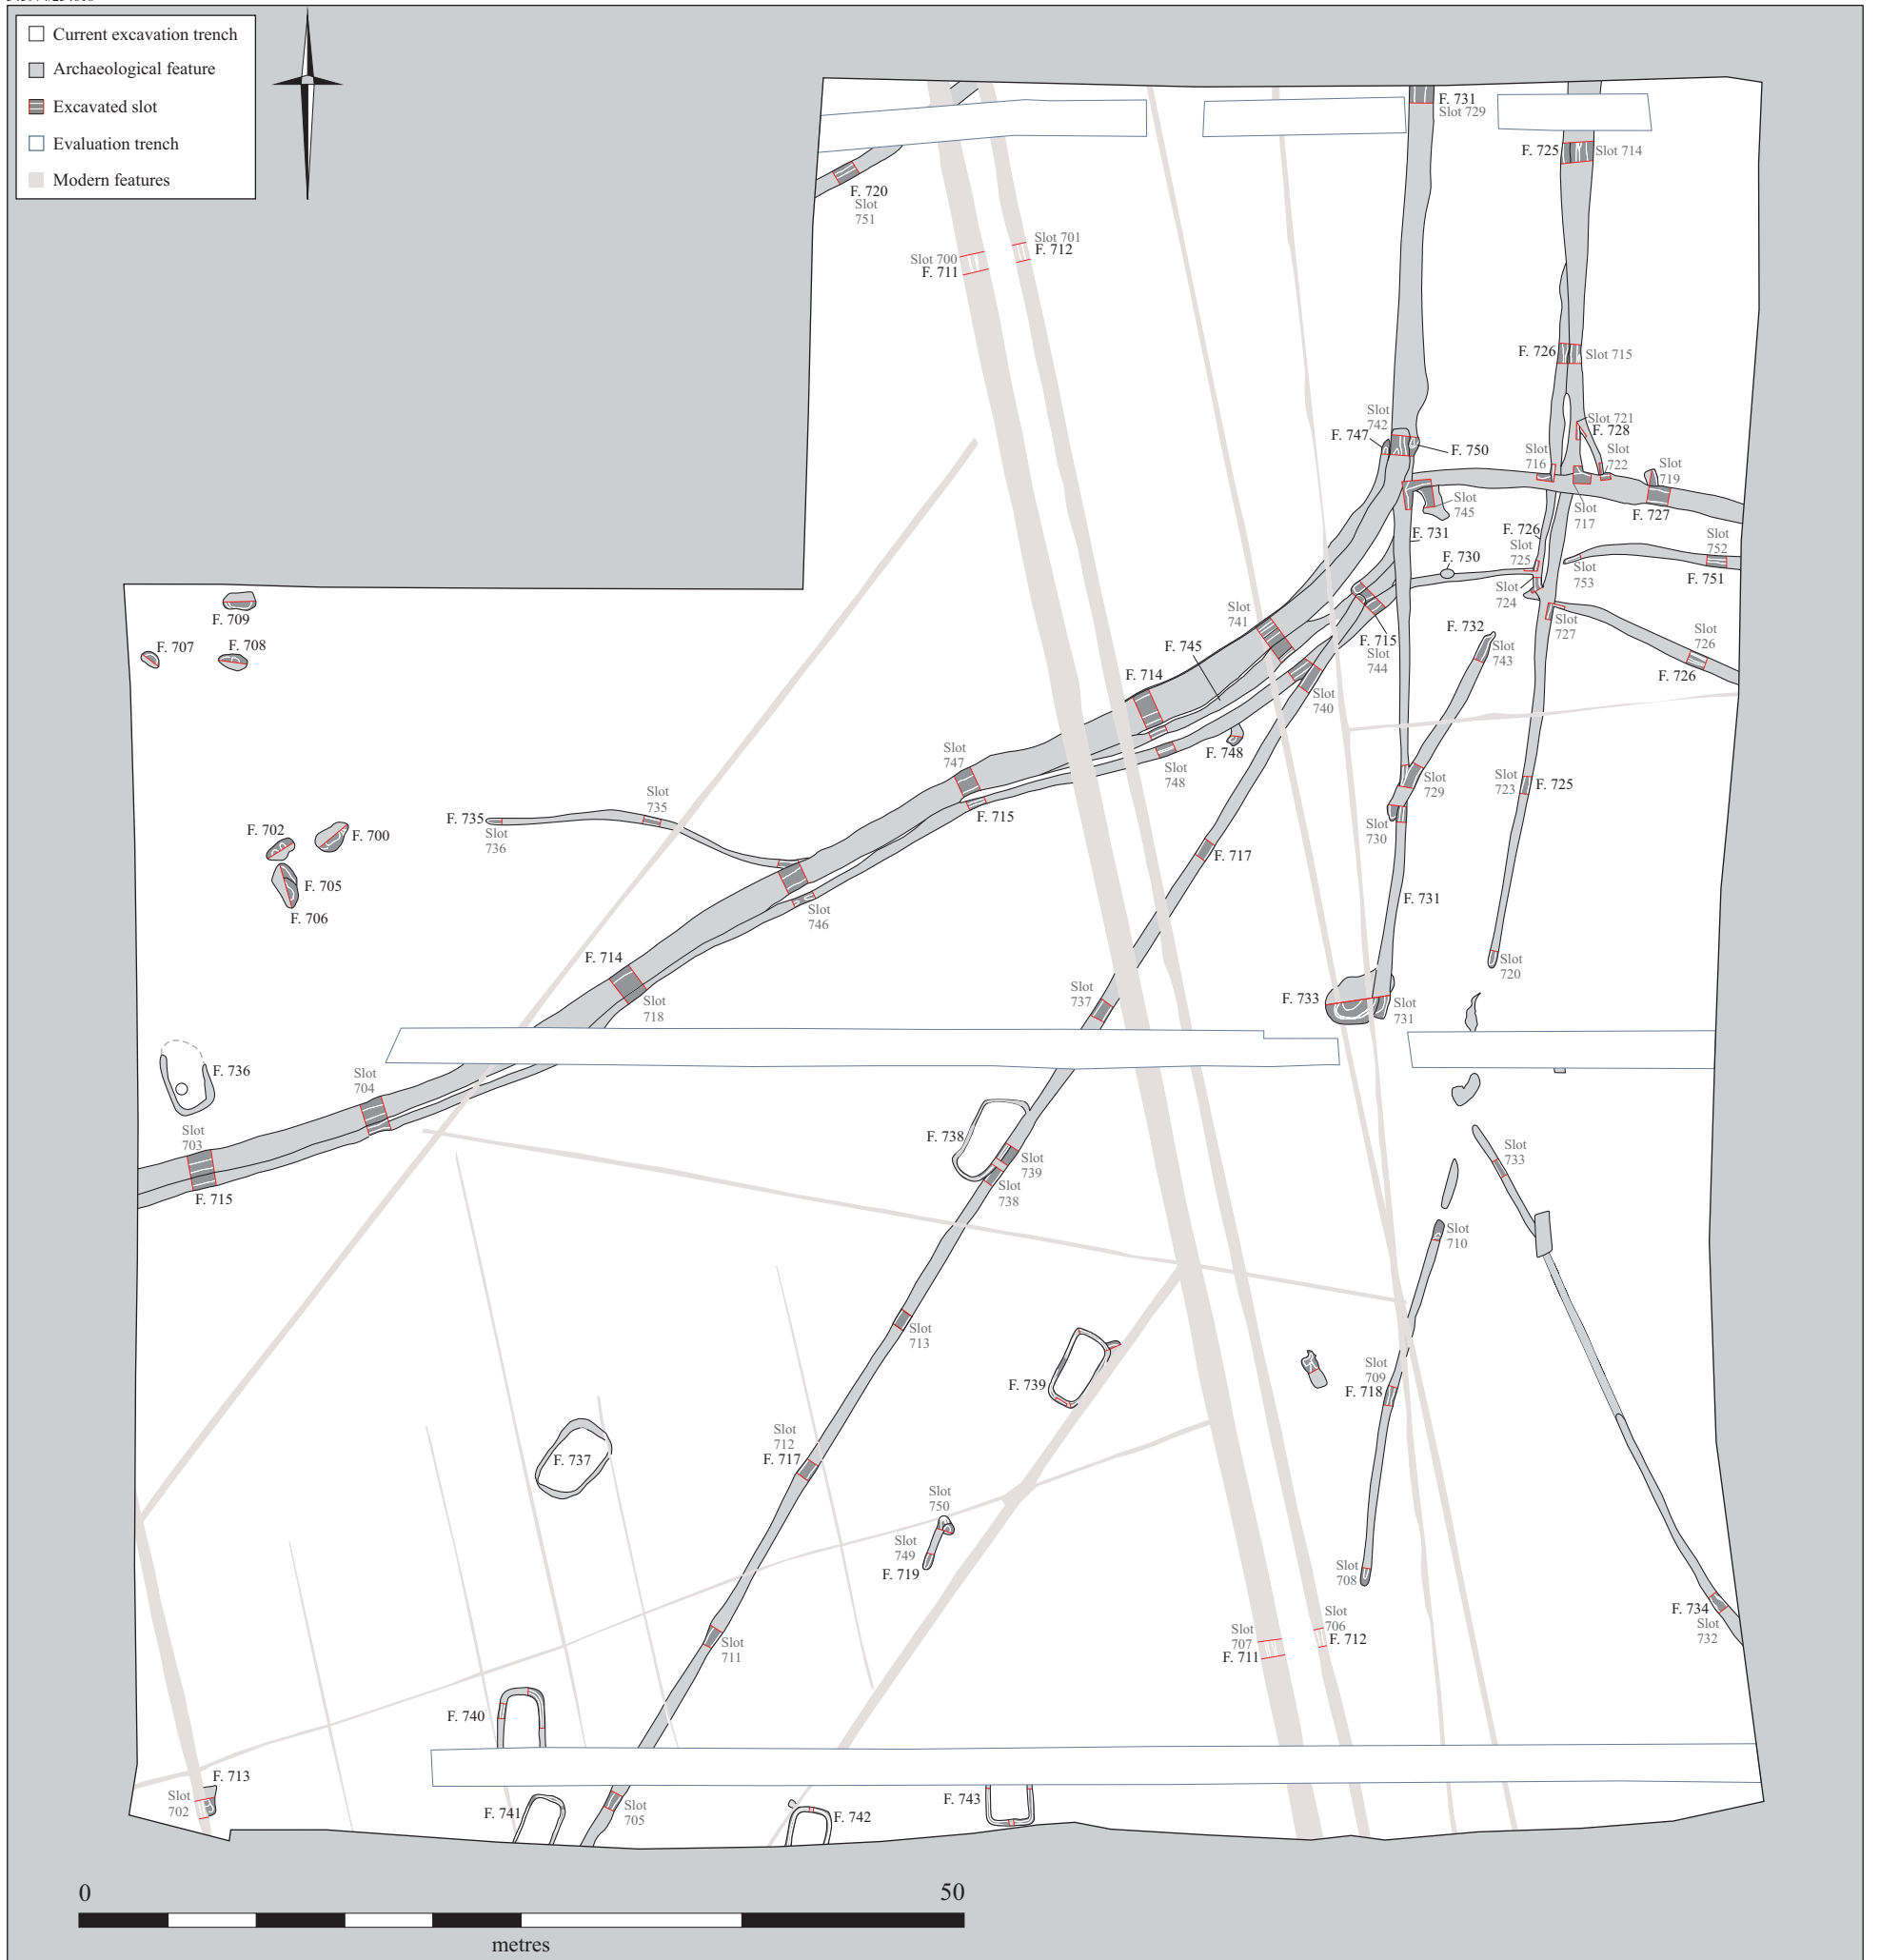 Current excavation trench
Archaeological feature
Excavated slot
Evaluation trench
Modern features
F. 731
Slot 729
F. 725
Slot 714
F. 720
Slot
751
Slot 701
F. 712
Slot 700
F. 711
F. 726
Slot 715
Slot
742
F. 747
F. 750
Slot 721
F. 728
Slot
716
Slot
722
Slot
719
Slot
745
Slot
717
F. 727
F. 731
F. 726
Slot
725
Slot
752
F. 730
Slot
753
F. 751
Slot
724
F. 709
Slot
741
Slot
727
F. 732
Slot
726
F. 707
F. 708
F. 745
F. 715
Slot
744
Slot
743
F. 726
F. 714
Slot
740
Slot
747
F. 748
Slot
748
Slot
729
Slot
723
F. 725
Slot
735
F. 735
Slot
736
F. 715
Slot
730
F. 702
F. 700
F. 717
F. 705
F. 706
Slot
746
F. 731
F. 714
Slot
718
Slot
720
Slot
737
F. 733
Slot
731
F. 736
Slot
704
Slot
703
F. 715
F. 738
Slot
739
Slot
738
Slot
733
Slot
710
Slot
713
F. 739
Slot
709
F. 718
Slot
712
F. 717
F. 737
Slot
750
Slot
749
F. 719
Slot
708
Slot
711
Slot
707
F. 711
Slot
706
F. 712
F. 734
Slot
732
F. 740
F. 713
Slot
702
F. 741
Slot
705
F. 742
F. 743
0
50
metres